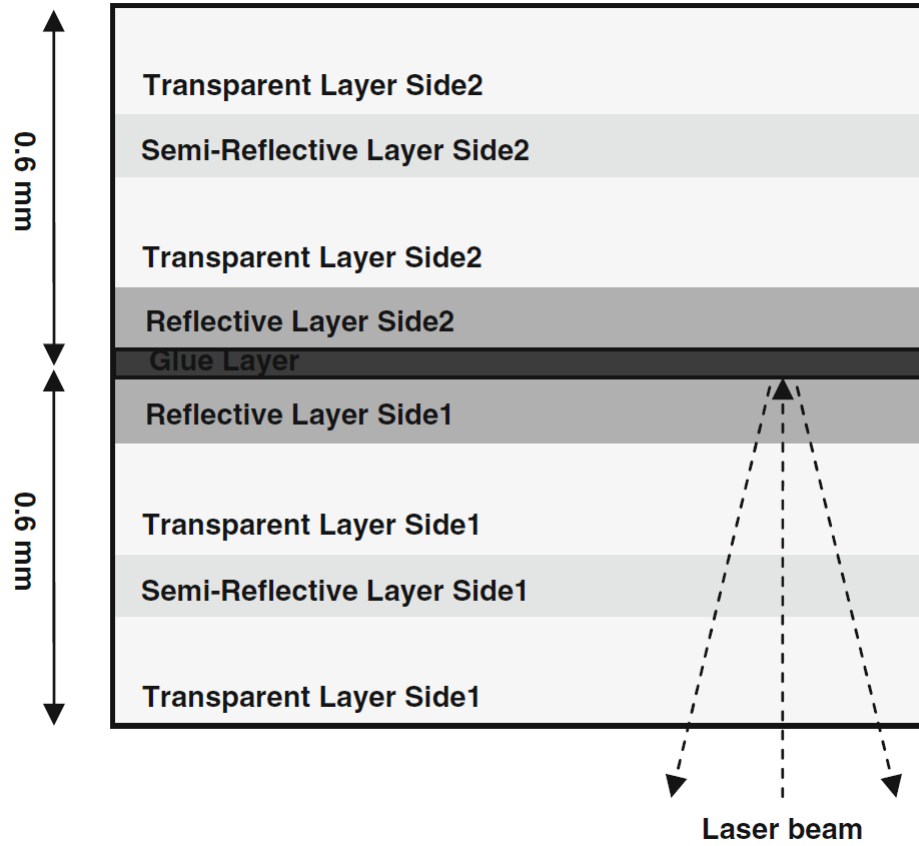 Transparent Layer Side2
Semi-Reflective Layer Side2
0.6 mm
Transparent Layer Side2
Reflective Layer Side2
Glue Layer
Reflective Layer Side1
Transparent Layer Side1
0.6 mm
Semi-Reflective Layer Side1
Transparent Layer Side1
Laser beam